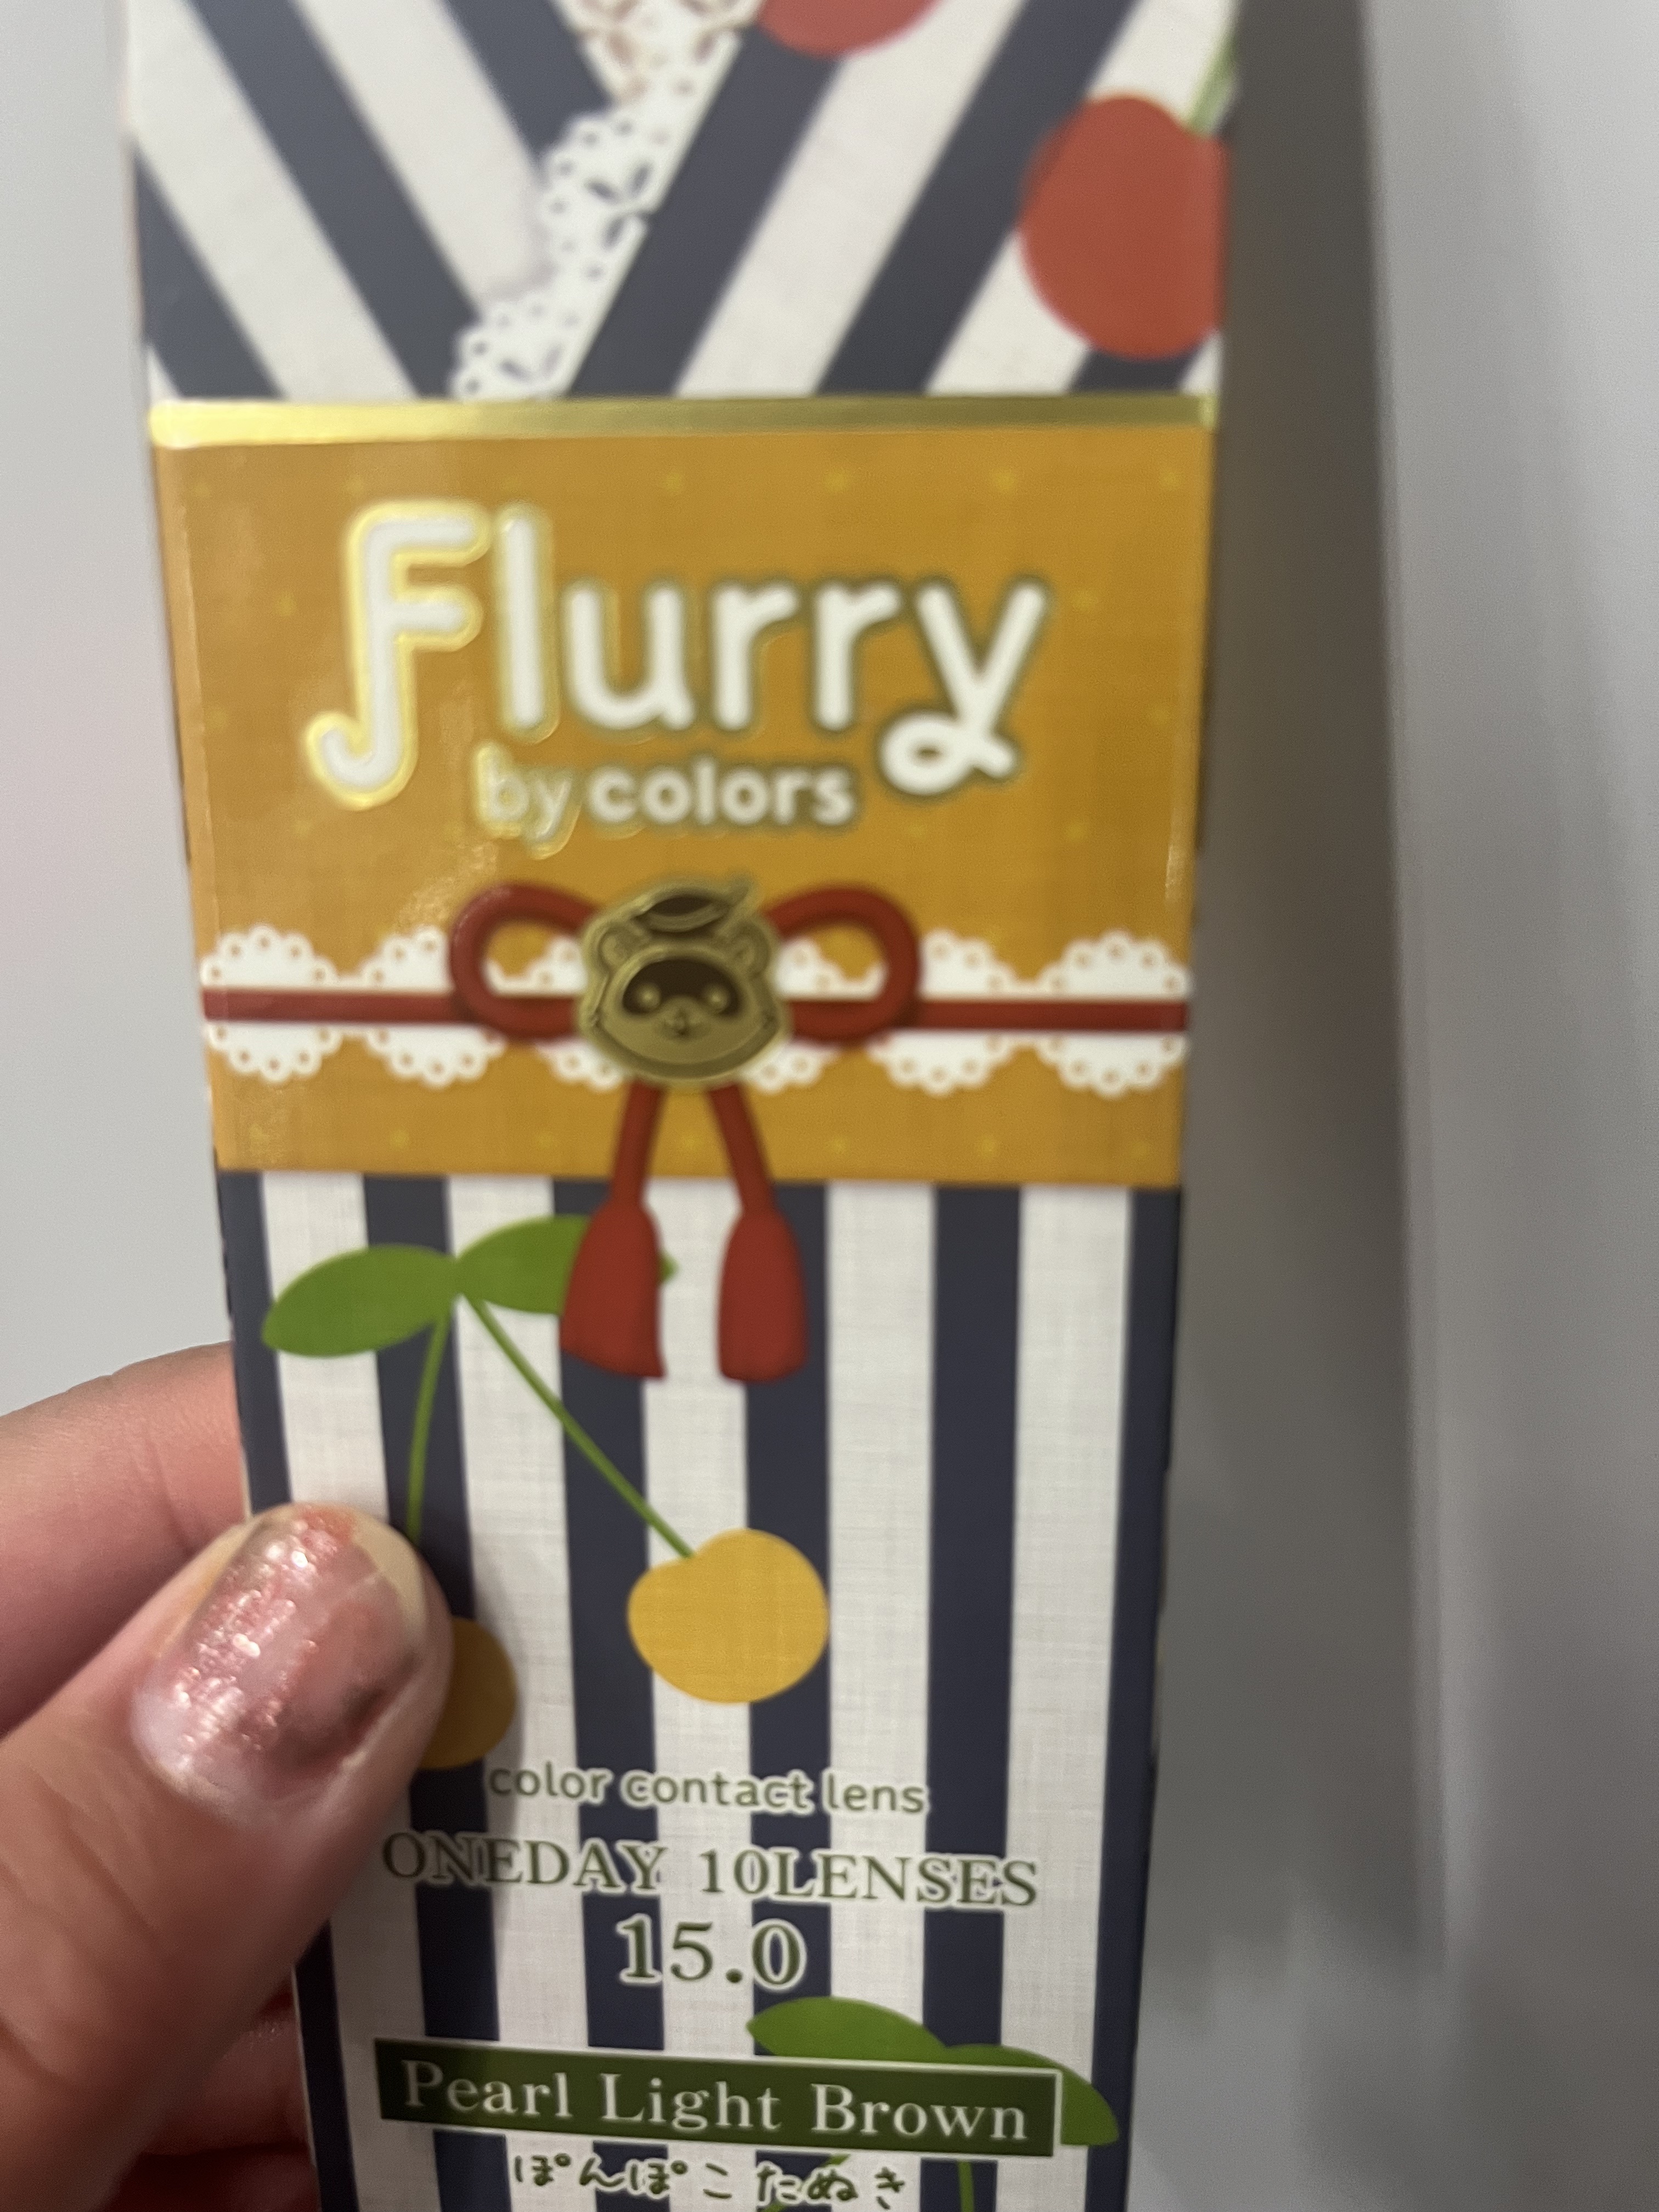 Flurry
by colors
color contact lens
ONEDAY 10LENSES
15.0
Pearl Light Brown
ぽんぽこたぬき